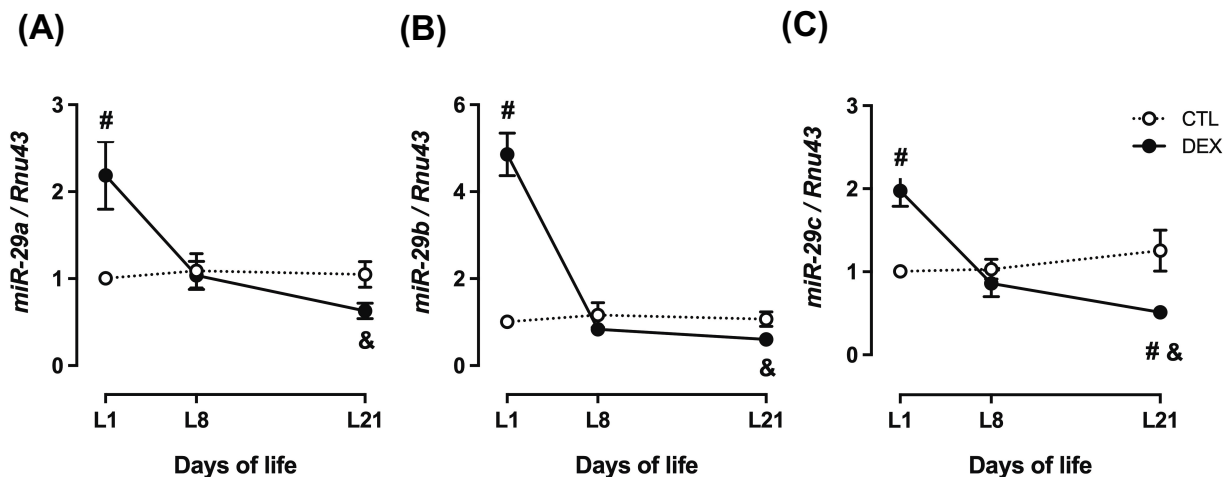 (A)
miR-29a / Rnu43
3
2
1
0
#
&
L1 L8 L21
Days of life
(B)
miR-29b / Rnu43
6
4
2
0
#
&
L1 L8 L21
Days of life
(C)
miR-29c / Rnu43
3
2
1
0
#
# &
CTL
DEX
L1 L8 L21
Days of life